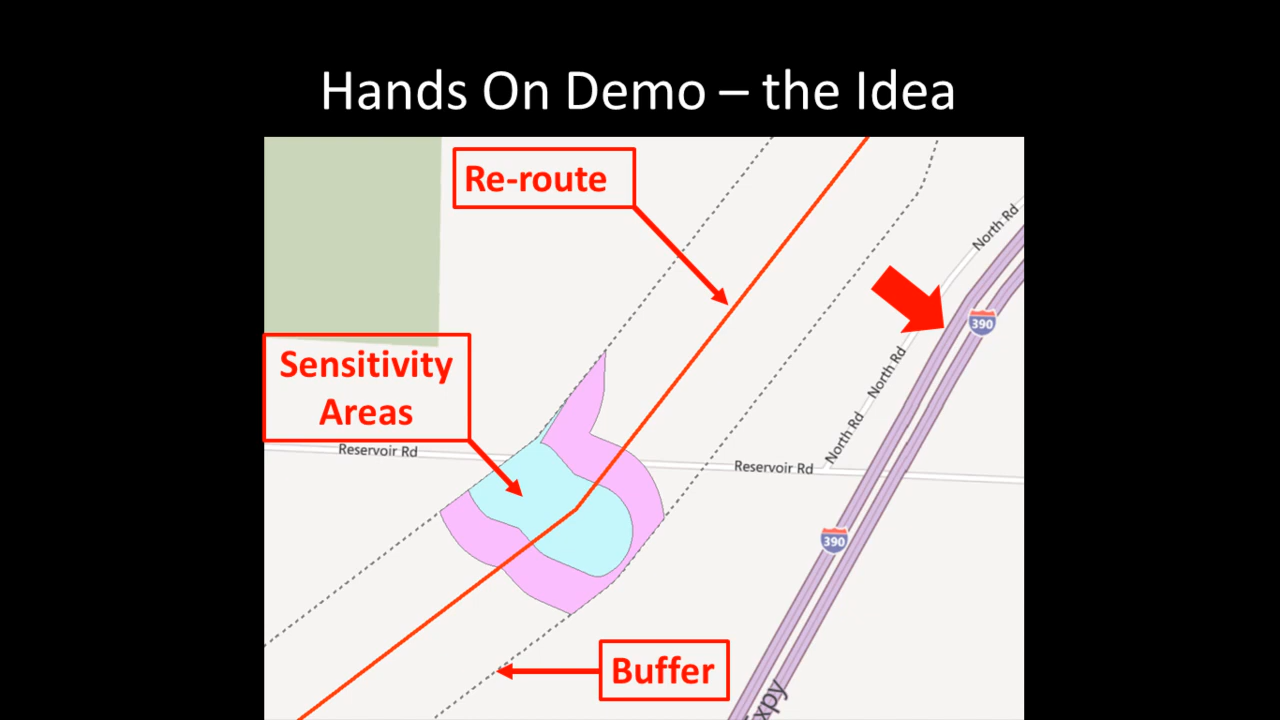 Hands On Demo – the Idea
Re-route
North Rd
390
Sensitivity
Areas
North Rd
North Rd
Reservoir Rd
Reservoir Rd
390
Buffer